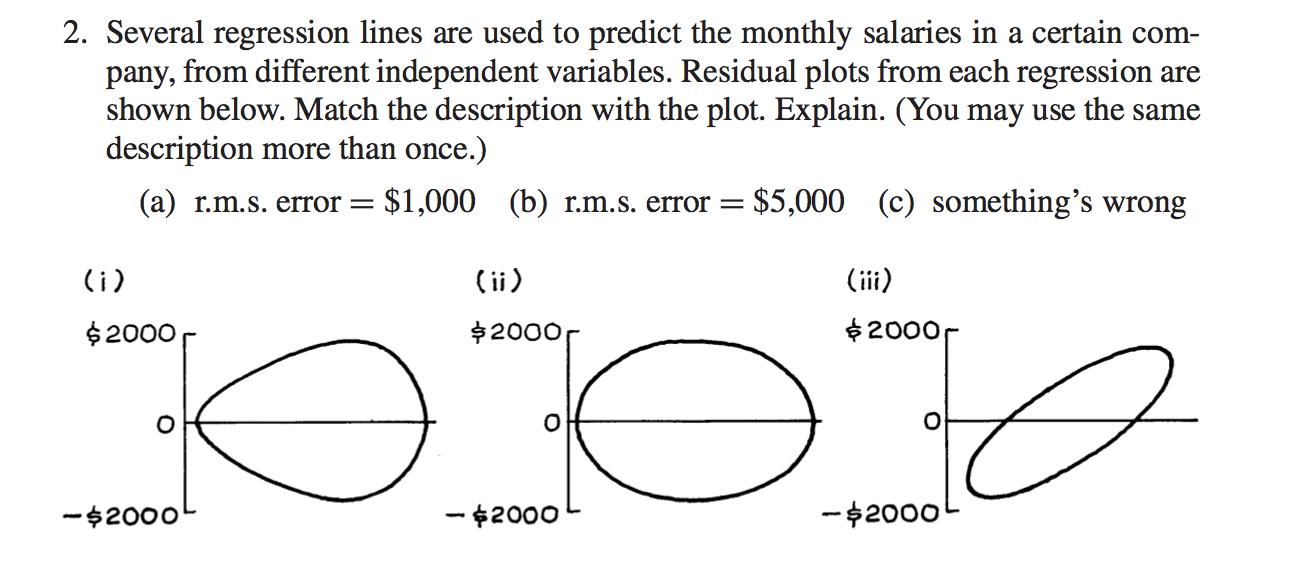 2. Several regression lines are used to predict the monthly salaries in a certain com-
pany, from different independent variables. Residual plots from each regression are
shown below. Match the description with the plot. Explain. (You may use the same
description more than once.)
(a) r.m.s. error = $1,000 (b) r.m.s. error = $5,000 (c) something’s wrong
(i) (ii) (iii)
$2000 $2000 $2000
0 0 0
−$2000 −$2000 −$2000